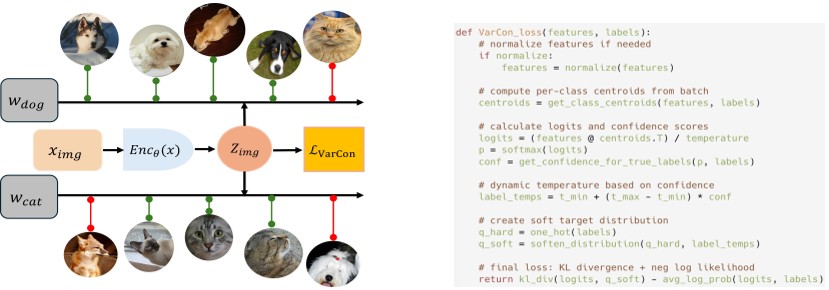 w_dog
x_img
Enc_θ(x)
Z_img
ℒ_VarCon
w_cat
def VarCon_loss(features, labels):
    # normalize features if needed
    if normalize:
        features = normalize(features)

    # compute per-class centroids from batch
    centroids = get_class_centroids(features, labels)

    # calculate logits and confidence scores
    logits = (features @ centroids.T) / temperature
    p = softmax(logits)
    conf = get_confidence_for_true_labels(p, labels)

    # dynamic temperature based on confidence
    label_temps = t_min + (t_max - t_min) * conf

    # create soft target distribution
    q_hard = one_hot(labels)
    q_soft = soften_distribution(q_hard, label_temps)

    # final loss: KL divergence + neg log likelihood
    return kl_div(logits, q_soft) - avg_log_prob(logits, labels)